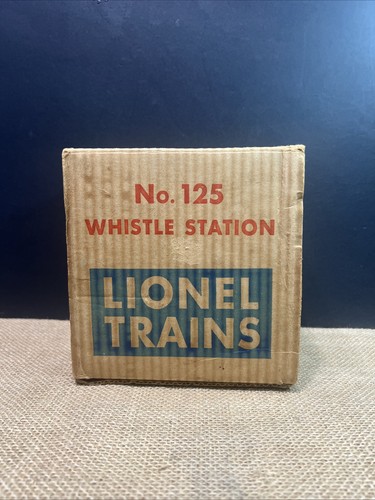 No. 125
WHISTLE STATION
LIONEL
TRAINS